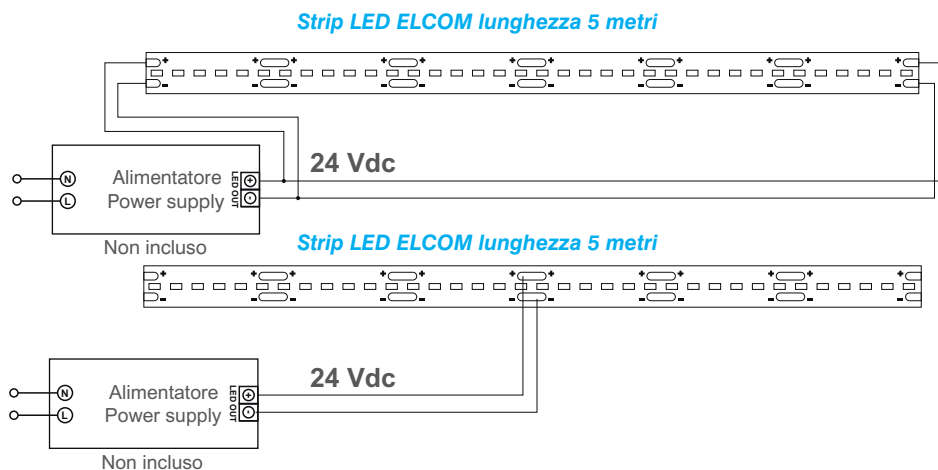 Strip LED ELCOM lunghezza 5 metri
+ + + + + + + + + + + +
- - - - - - - - - - - -
24 Vdc
N Alimentatore LED OUT +
L Power supply -
Non incluso
Strip LED ELCOM lunghezza 5 metri
+ + + + + + + + + + + +
- - - - - - - - - - - -
24 Vdc
N Alimentatore LED OUT +
L Power supply -
Non incluso